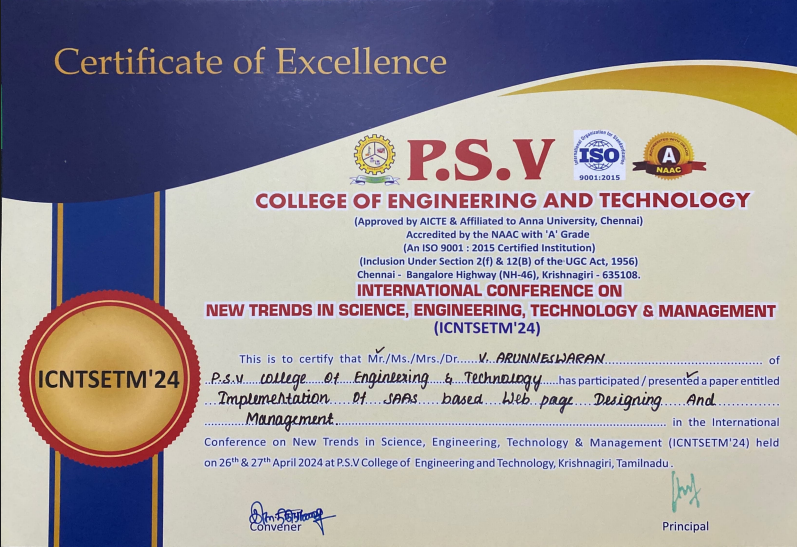 Certificate of Excellence
P.S.V
International Organization for Standardization
ISO
9001:2015
ACCREDITED WITH
A
NAAC
COLLEGE OF ENGINEERING AND TECHNOLOGY
(Approved by AICTE & Affiliated to Anna University, Chennai)
Accredited by the NAAC with 'A' Grade
(An ISO 9001 : 2015 Certified Institution)
(Inclusion Under Section 2(f) & 12(B) of the UGC Act, 1956)
Chennai - Bangalore Highway (NH-46), Krishnagiri - 635108.
INTERNATIONAL CONFERENCE ON
NEW TRENDS IN SCIENCE, ENGINEERING, TECHNOLOGY & MANAGEMENT
(ICNTSETM'24)
ICNTSETM'24
This is to certify that Mr./Ms./Mrs./Dr. V. ARUNNESWARAN of
P.S.V college Of Engineering & Technology has participated / presented a paper entitled
Implementation Of SAAs based Web page Designing And
Management in the International
Conference on New Trends in Science, Engineering, Technology & Management (ICNTSETM'24) held
on 26th & 27th April 2024 at P.S.V College of Engineering and Technology, Krishnagiri, Tamilnadu.
Convener
Principal